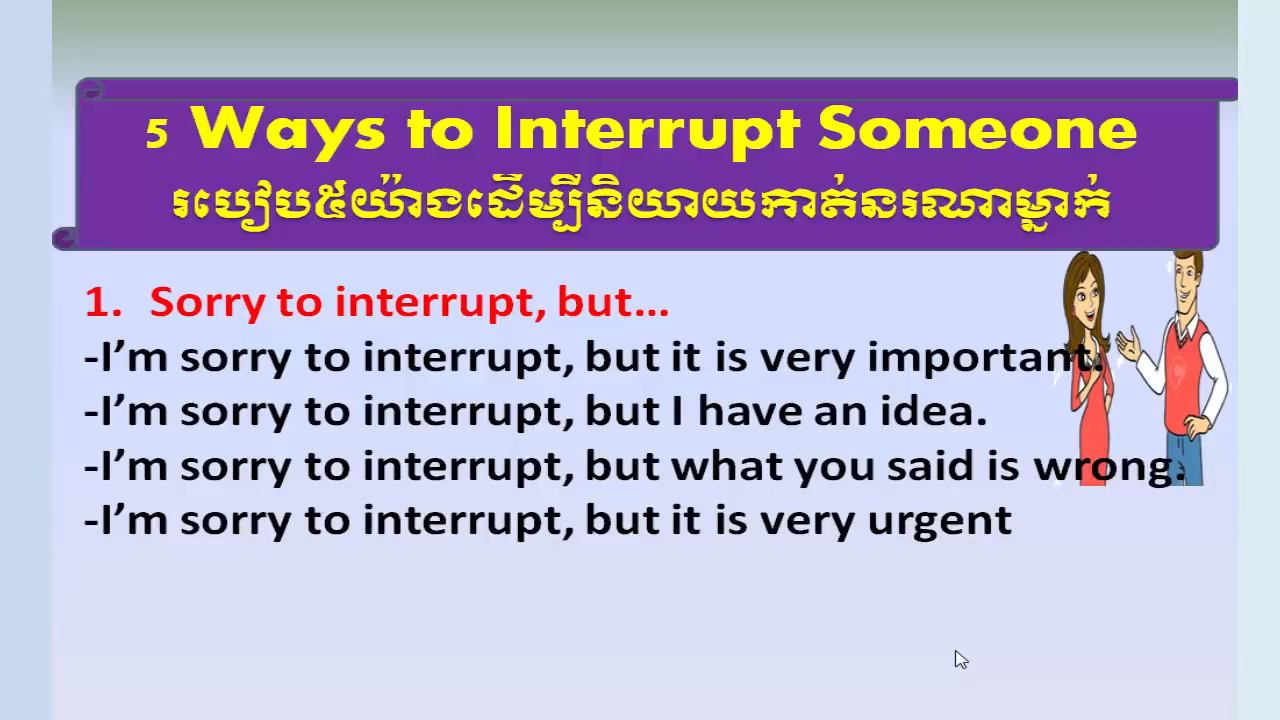 5 Ways to Interrupt Someone
របៀប៥យ៉ាងដើម្បីនិយាយកាត់នរណាម្នាក់
1. Sorry to interrupt, but...
-I’m sorry to interrupt, but it is very important.
-I’m sorry to interrupt, but I have an idea.
-I’m sorry to interrupt, but what you said is wrong.
-I’m sorry to interrupt, but it is very urgent